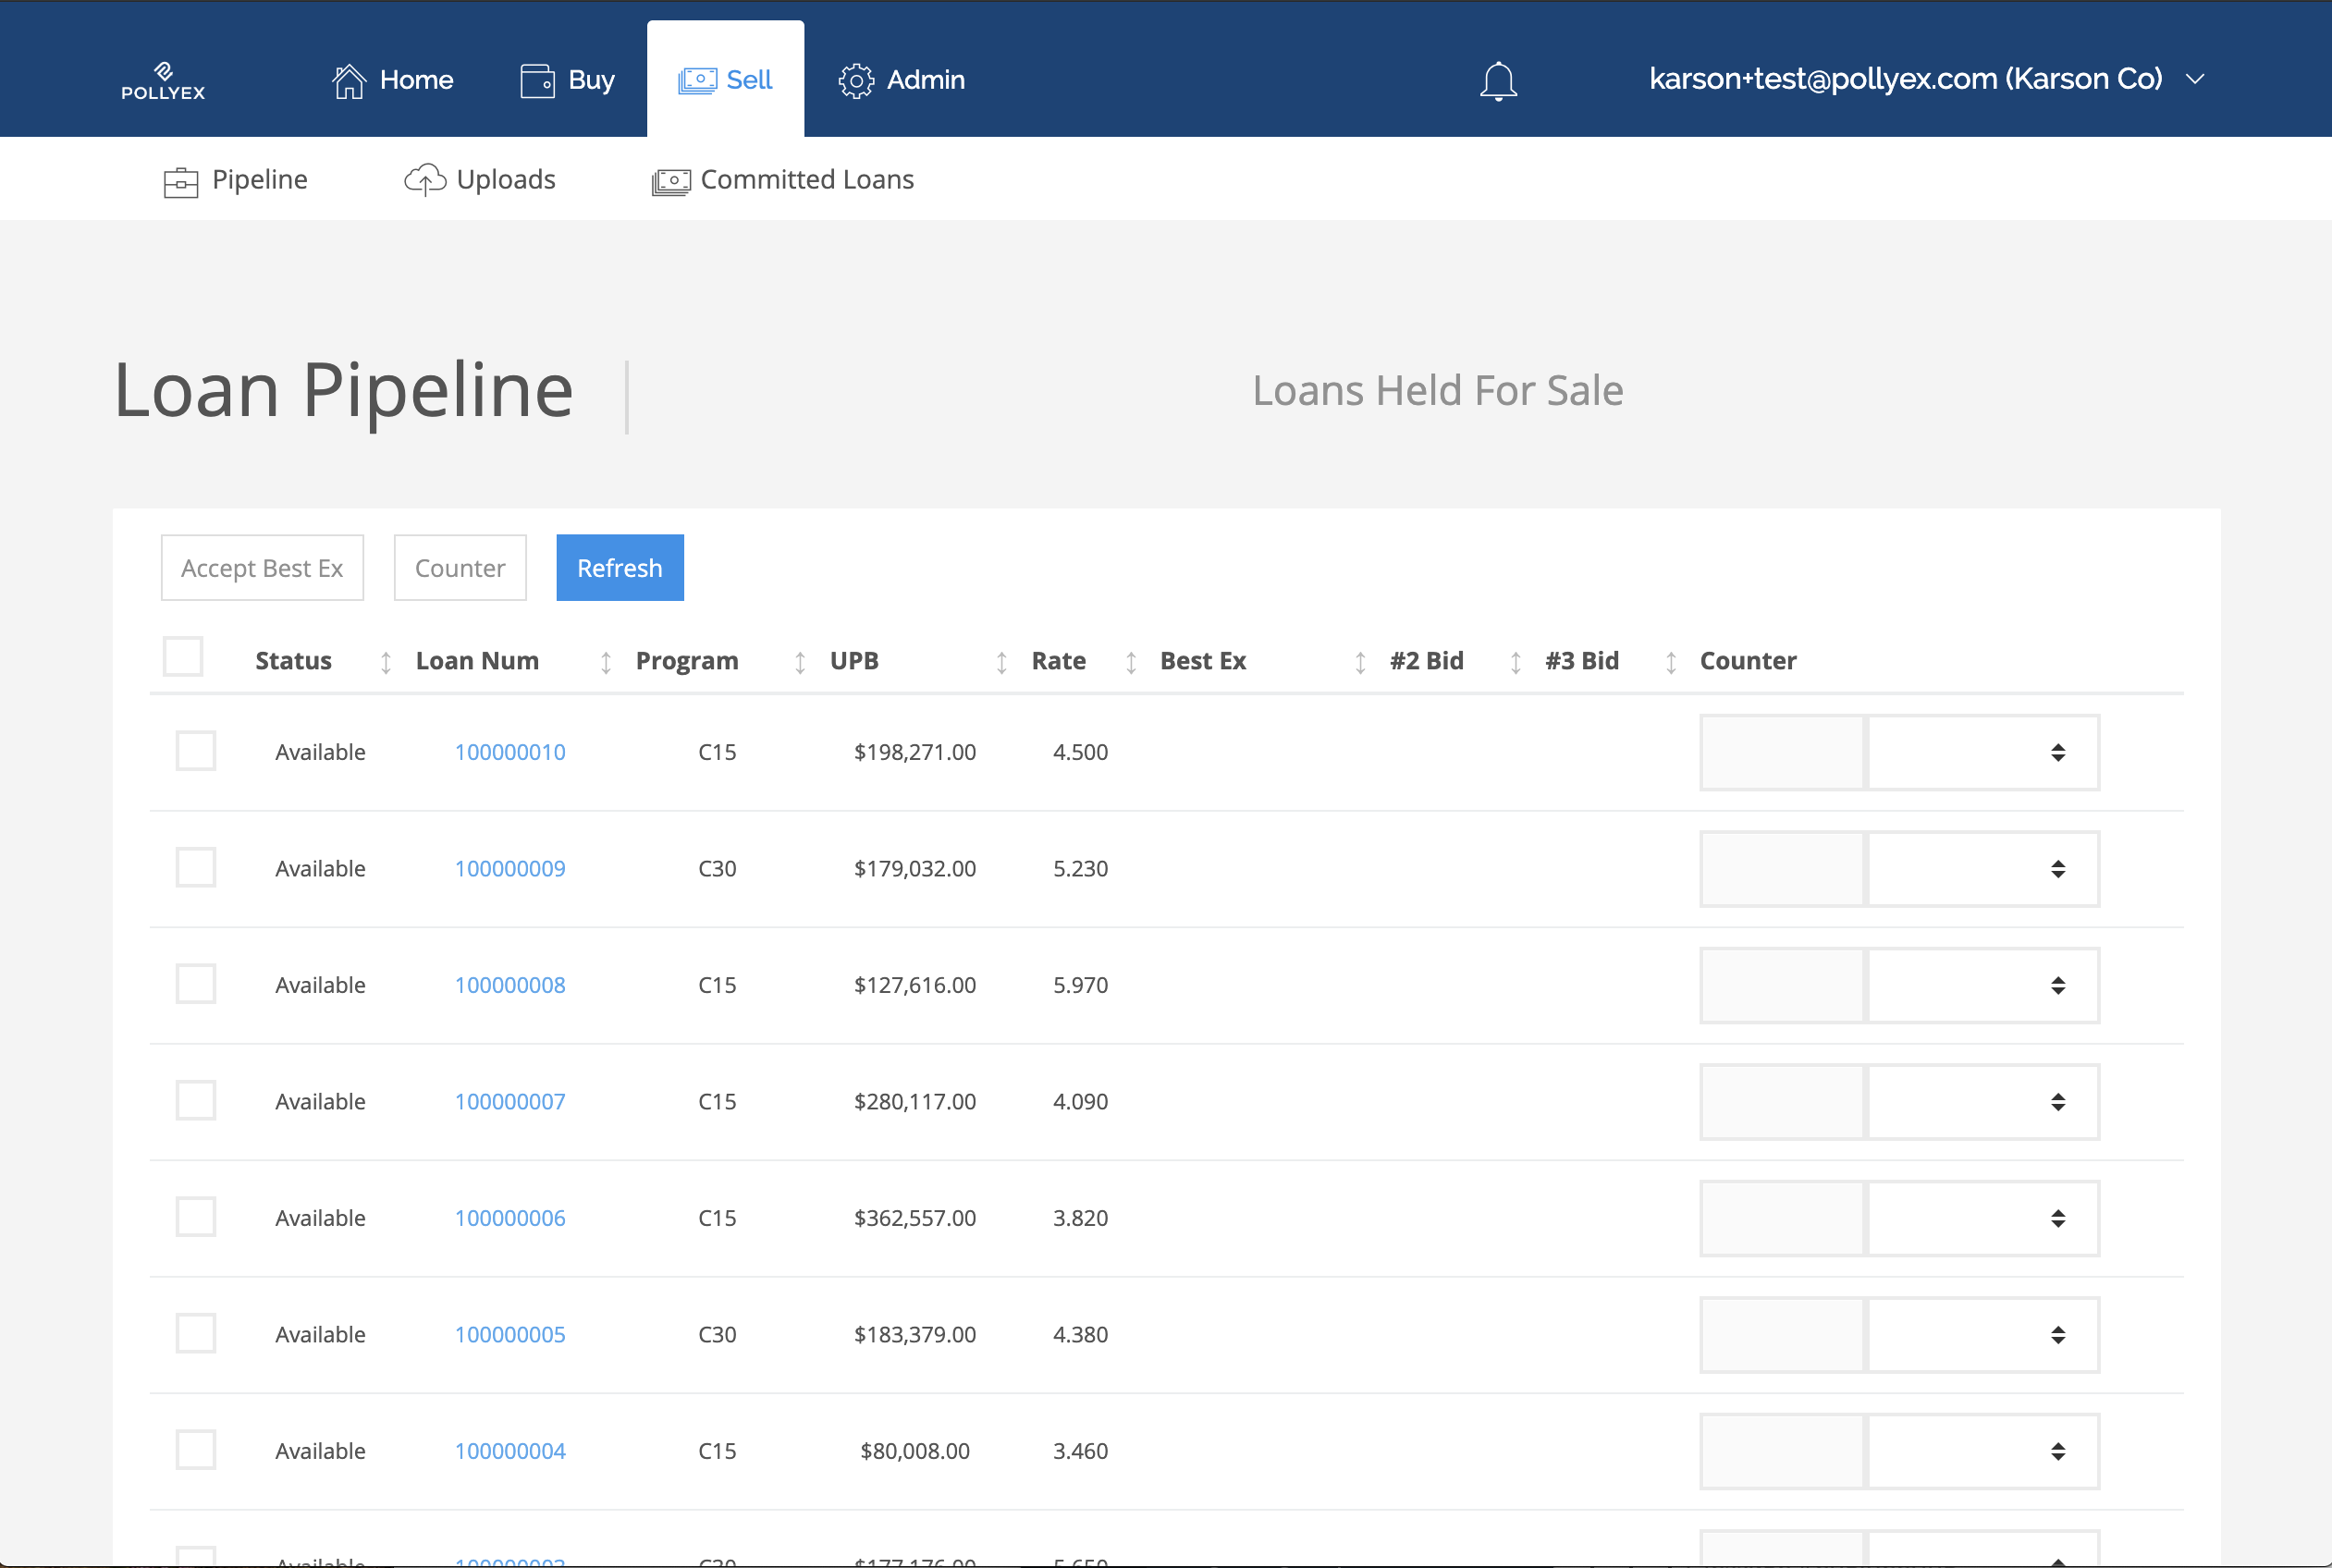 POLLYEX
Home
Buy
Sell
Admin
karson+test@pollyex.com (Karson Co)
Pipeline
Uploads
Committed Loans
Loan Pipeline
Loans Held For Sale
Accept Best Ex
Counter
Refresh
Status Loan Num Program UPB Rate Best Ex #2 Bid #3 Bid Counter
Available 100000010 C15 $198,271.00 4.500
Available 100000009 C30 $179,032.00 5.230
Available 100000008 C15 $127,616.00 5.970
Available 100000007 C15 $280,117.00 4.090
Available 100000006 C15 $362,557.00 3.820
Available 100000005 C30 $183,379.00 4.380
Available 100000004 C15 $80,008.00 3.460
Available